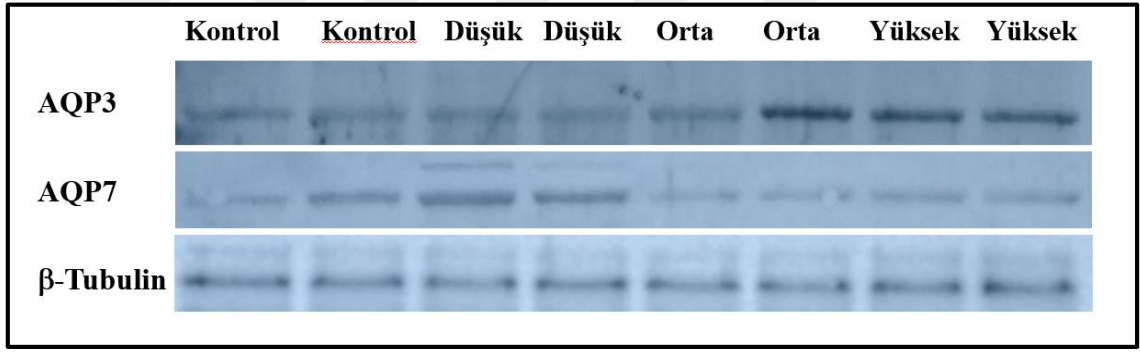 Kontrol Kontrol Düşük Düşük Orta Orta Yüksek Yüksek
AQP3
AQP7
β-Tubulin